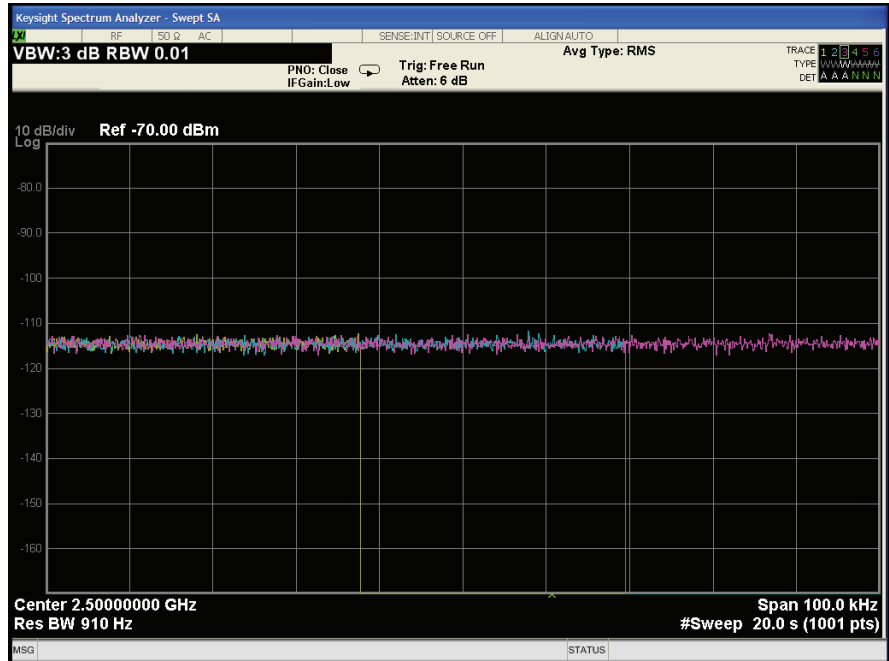 Keysight Spectrum Analyzer - Swept SA
LXI RF 50 Ω AC SENSE:INT SOURCE OFF ALIGN AUTO
VBW:3 dB RBW 0.01 Avg Type: RMS TRACE 1 2 3 4 5 6
PNO: Close Trig: Free Run TYPE
IFGain:Low Atten: 6 dB DET A A A N N N
10 dB/div Ref -70.00 dBm
Log
-80.0
-90.0
-100
-110
-120
-130
-140
-150
-160
Center 2.50000000 GHz Span 100.0 kHz
Res BW 910 Hz #Sweep 20.0 s (1001 pts)
MSG STATUS